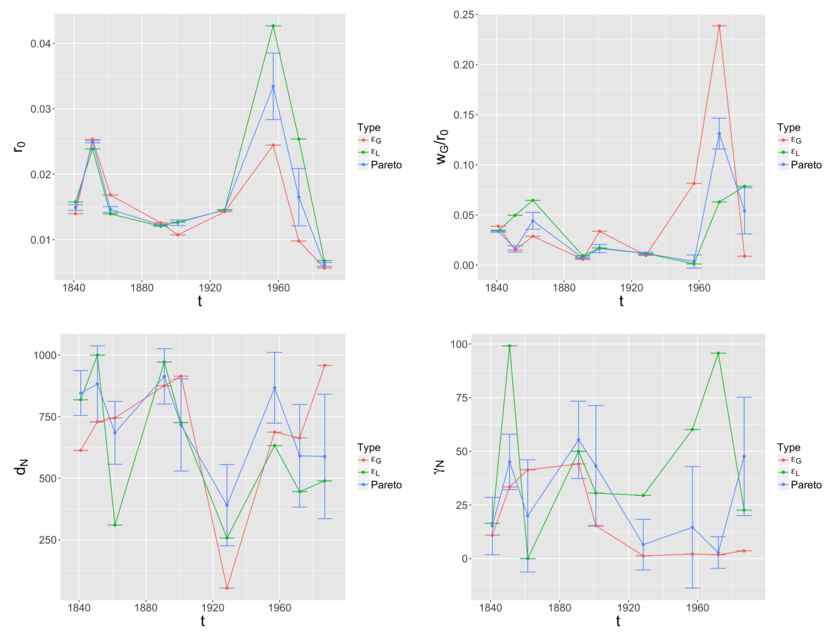 0.04
0.03
0.02
0.01
r0
1840
1880
1920
1960
t
Type
εG
εL
Pareto
0.25
0.20
0.15
0.10
0.05
0.00
wG/r0
1840
1880
1920
1960
t
Type
εG
εL
Pareto
1000
750
500
250
dN
1840
1880
1920
1960
t
Type
εG
εL
Pareto
100
75
50
25
0
γN
1840
1880
1920
1960
t
Type
εG
εL
Pareto